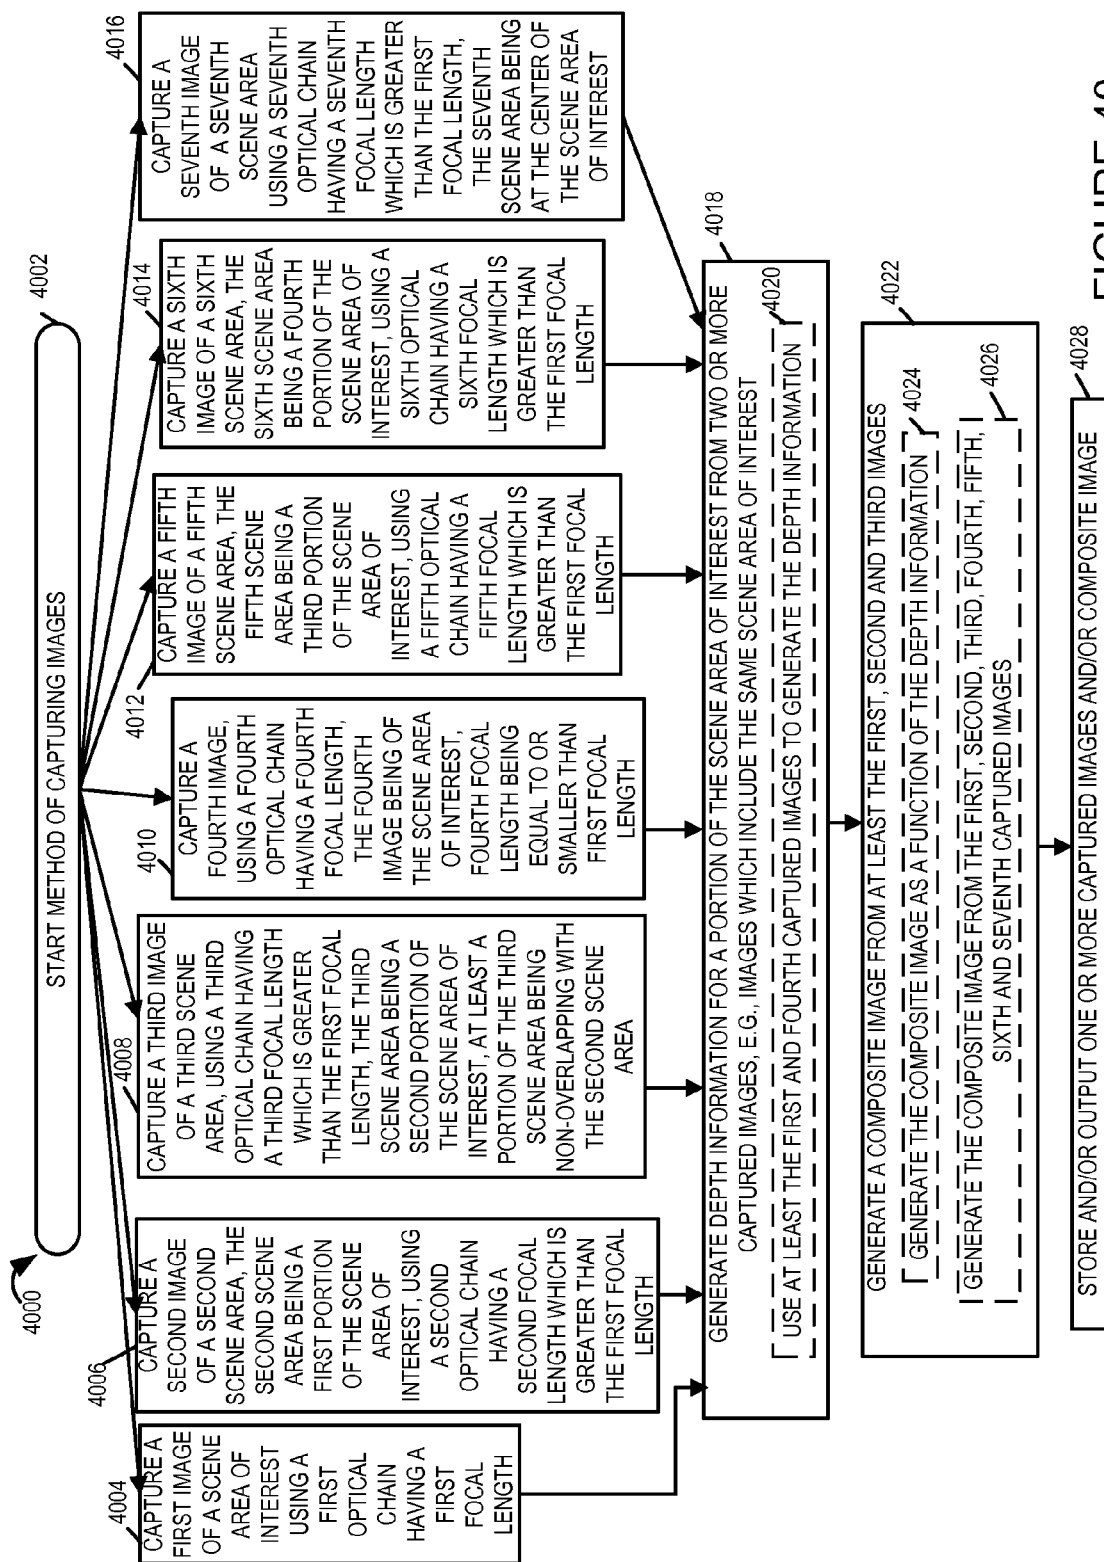 4000
START METHOD OF CAPTURING IMAGES
4002
4004
CAPTURE A
FIRST IMAGE
OF A SCENE
AREA OF
INTEREST
USING A
FIRST
OPTICAL
CHAIN
HAVING A
FIRST
FOCAL
LENGTH
4006
CAPTURE A
SECOND IMAGE
OF A SECOND
SCENE AREA, THE
SECOND SCENE
AREA BEING A
FIRST PORTION
OF THE SCENE
AREA OF
INTEREST, USING
A SECOND
OPTICAL CHAIN
HAVING A
SECOND FOCAL
LENGTH WHICH IS
GREATER THAN
THE FIRST FOCAL
LENGTH
4008
CAPTURE A THIRD IMAGE
OF A THIRD SCENE
AREA, USING A THIRD
OPTICAL CHAIN HAVING
A THIRD FOCAL LENGTH
WHICH IS GREATER
THAN THE FIRST FOCAL
LENGTH, THE THIRD
SCENE AREA BEING A
SECOND PORTION OF
THE SCENE AREA OF
INTEREST, AT LEAST A
PORTION OF THE THIRD
SCENE AREA BEING
NON-OVERLAPPING WITH
THE SECOND SCENE
AREA
4010
CAPTURE A
FOURTH IMAGE,
USING A FOURTH
OPTICAL CHAIN
HAVING A FOURTH
FOCAL LENGTH,
THE FOURTH
IMAGE BEING OF
THE SCENE AREA
OF INTEREST,
FOURTH FOCAL
LENGTH BEING
EQUAL TO OR
SMALLER THAN
FIRST FOCAL
LENGTH
4012
CAPTURE A FIFTH
IMAGE OF A FIFTH
SCENE AREA, THE
FIFTH SCENE
AREA BEING A
THIRD PORTION
OF THE SCENE
AREA OF
INTEREST, USING
A FIFTH OPTICAL
CHAIN HAVING A
FIFTH FOCAL
LENGTH WHICH IS
GREATER THAN
THE FIRST FOCAL
LENGTH
4014
CAPTURE A SIXTH
IMAGE OF A SIXTH
SCENE AREA, THE
SIXTH SCENE AREA
BEING A FOURTH
PORTION OF THE
SCENE AREA OF
INTEREST, USING A
SIXTH OPTICAL
CHAIN HAVING A
SIXTH FOCAL
LENGTH WHICH IS
GREATER THAN
THE FIRST FOCAL
LENGTH
4016
CAPTURE A
SEVENTH IMAGE
OF A SEVENTH
SCENE AREA
USING A SEVENTH
OPTICAL CHAIN
HAVING A SEVENTH
FOCAL LENGTH
WHICH IS GREATER
THAN THE FIRST
FOCAL LENGTH,
THE SEVENTH
SCENE AREA BEING
AT THE CENTER OF
THE SCENE AREA
OF INTEREST
4018
GENERATE DEPTH INFORMATION FOR A PORTION OF THE SCENE AREA OF INTEREST FROM TWO OR MORE
CAPTURED IMAGES, E.G., IMAGES WHICH INCLUDE THE SAME SCENE AREA OF INTEREST
4020
USE AT LEAST THE FIRST AND FOURTH CAPTURED IMAGES TO GENERATE THE DEPTH INFORMATION
4022
GENERATE A COMPOSITE IMAGE FROM AT LEAST THE FIRST, SECOND AND THIRD IMAGES
4024
GENERATE THE COMPOSITE IMAGE AS A FUNCTION OF THE DEPTH INFORMATION
4026
GENERATE THE COMPOSITE IMAGE FROM THE FIRST, SECOND, THIRD, FOURTH, FIFTH,
SIXTH AND SEVENTH CAPTURED IMAGES
4028
STORE AND/OR OUTPUT ONE OR MORE CAPTURED IMAGES AND/OR COMPOSITE IMAGE